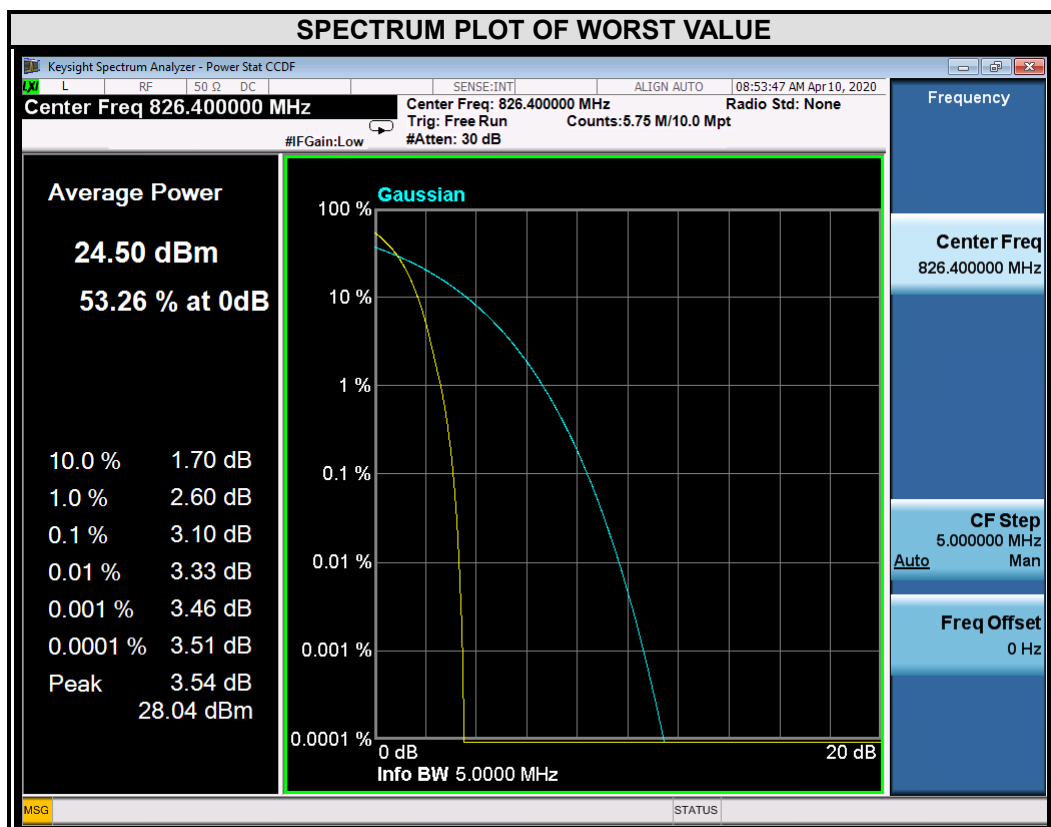 SPECTRUM PLOT OF WORST VALUE
Keysight Spectrum Analyzer - Power Stat CCDF
LXI L RF 50 Ω DC SENSE:INT ALIGN AUTO 08:53:47 AM Apr 10, 2020
Center Freq 826.400000 MHz
Center Freq: 826.400000 MHz Radio Std: None
Trig: Free Run Counts:5.75 M/10.0 Mpt
#IFGain:Low #Atten: 30 dB
Average Power
24.50 dBm
53.26 % at 0dB
10.0 % 1.70 dB
1.0 % 2.60 dB
0.1 % 3.10 dB
0.01 % 3.33 dB
0.001 % 3.46 dB
0.0001 % 3.51 dB
Peak 3.54 dB
28.04 dBm
Gaussian
100 %
10 %
1 %
0.1 %
0.01 %
0.001 %
0.0001 %
0 dB 20 dB
Info BW 5.0000 MHz
Frequency
Center Freq
826.400000 MHz
CF Step
5.000000 MHz
Auto Man
Freq Offset
0 Hz
MSG STATUS